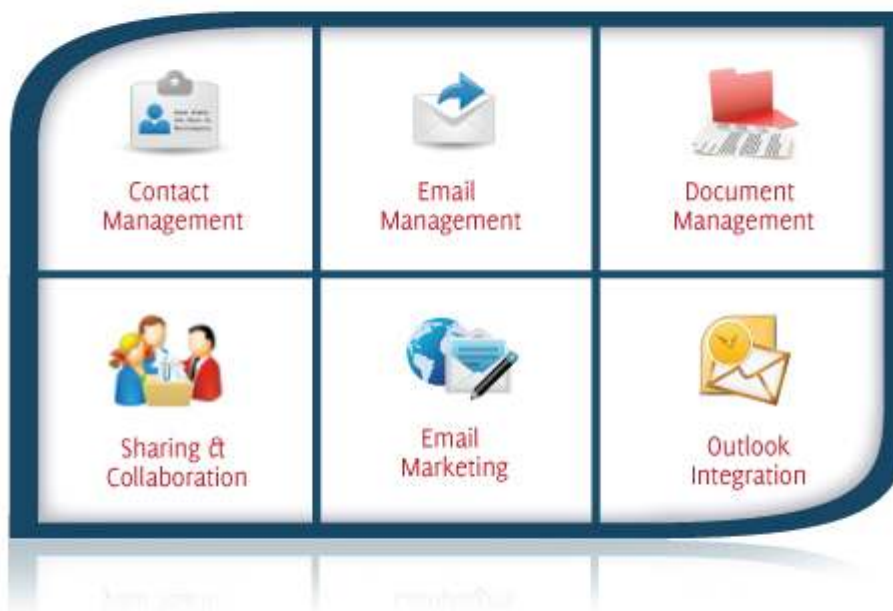 Contact
Management
Email
Management
Document
Management
Sharing &
Collaboration
Email
Marketing
Outlook
Integration